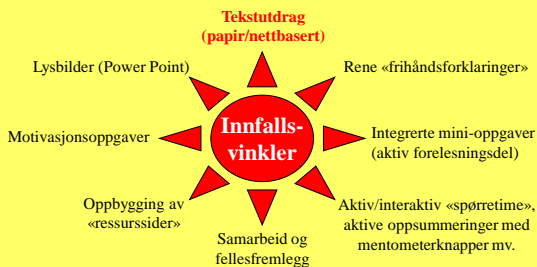 Tekstutdrag
(papir/nettbasert)
Lysbilder (Power Point)
Rene «frihåndsforklaringer»
Motivasjonsoppgaver
Innfalls-
vinkler
Integrerte mini-oppgaver
(aktiv forelesningsdel)
Oppbygging av
«ressurssider»
Aktiv/interaktiv «spørretime»,
aktive oppsummeringer med
mentometerknapper mv.
Samarbeid og
fellesfremlegg